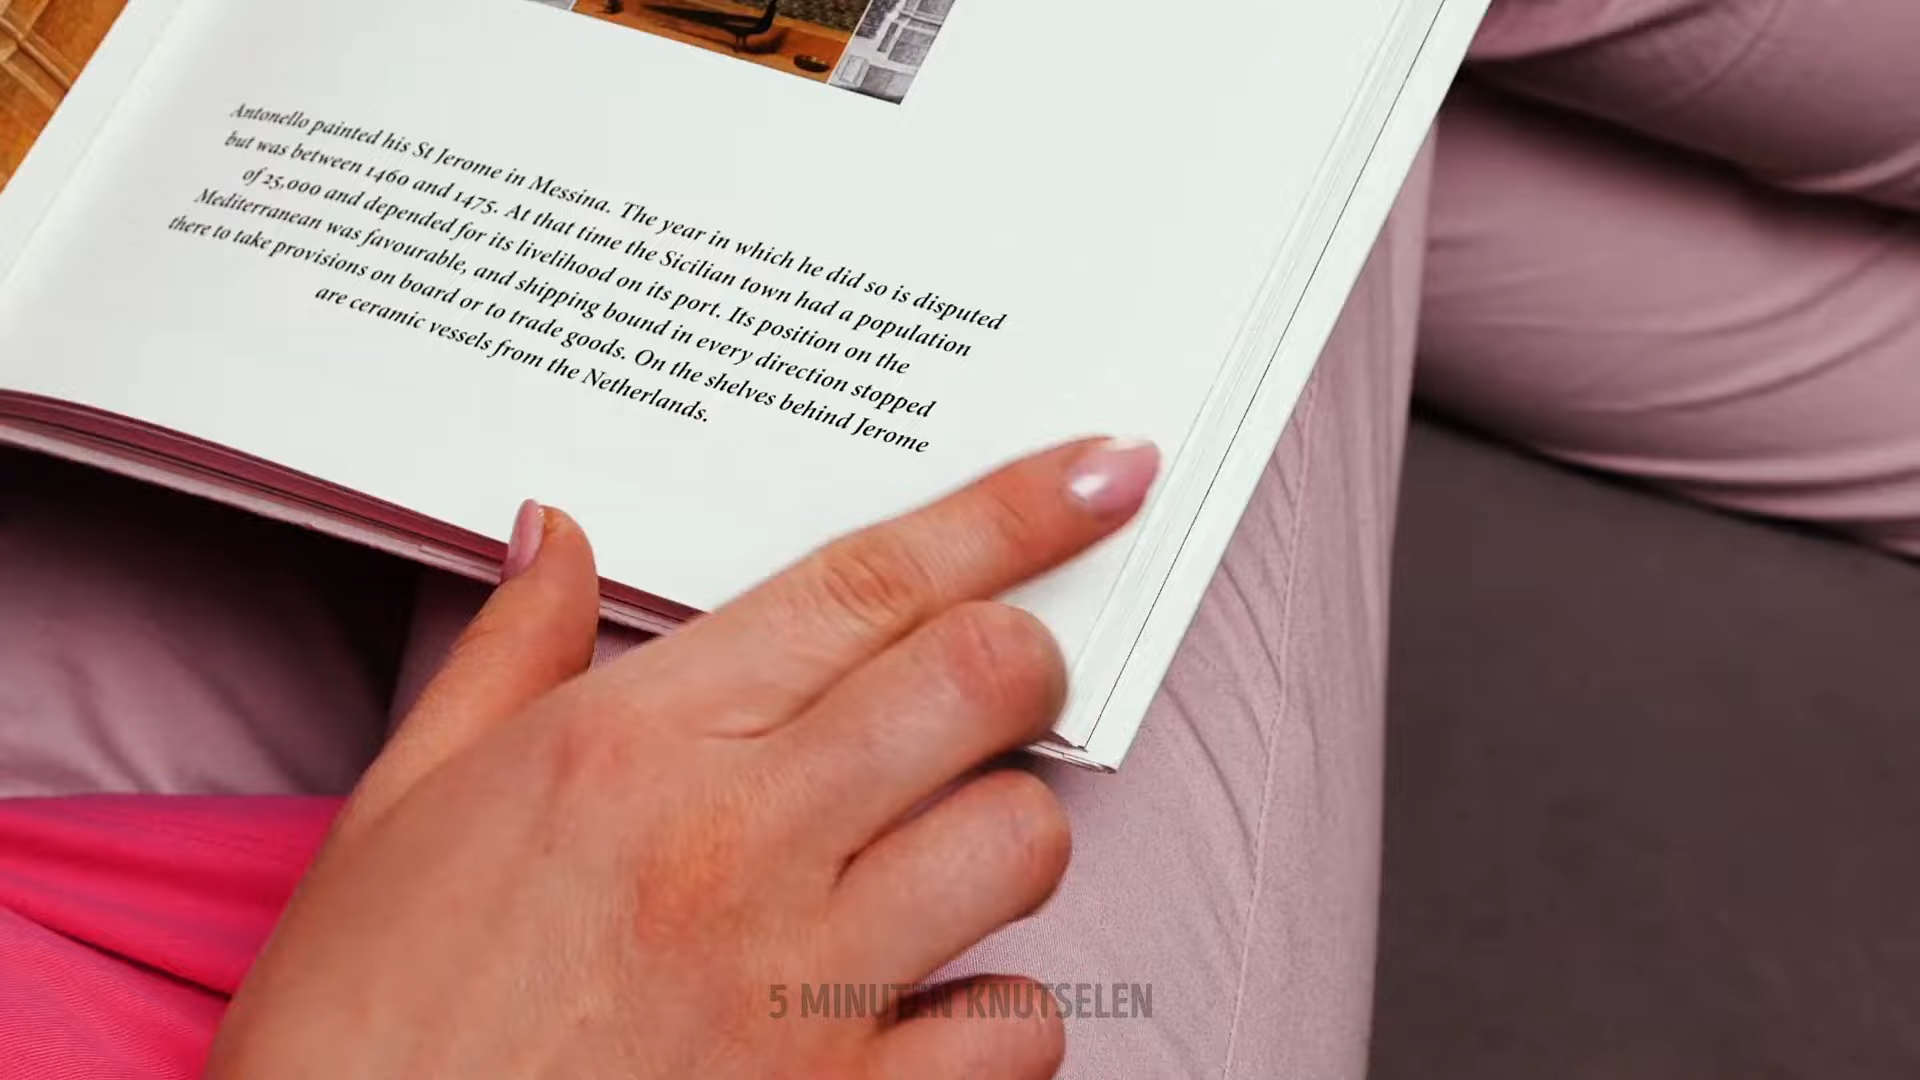 Antonello painted his St Jerome in Messina. The year in which he did so is disputed
but was between 1460 and 1475. At that time the Sicilian town had a population
of 25,000 and depended for its livelihood on its port. Its position on the
Mediterranean was favourable, and shipping bound in every direction stopped
there to take provisions on board or to trade goods. On the shelves behind Jerome
are ceramic vessels from the Netherlands.
5 MINUTEN KNUTSELEN